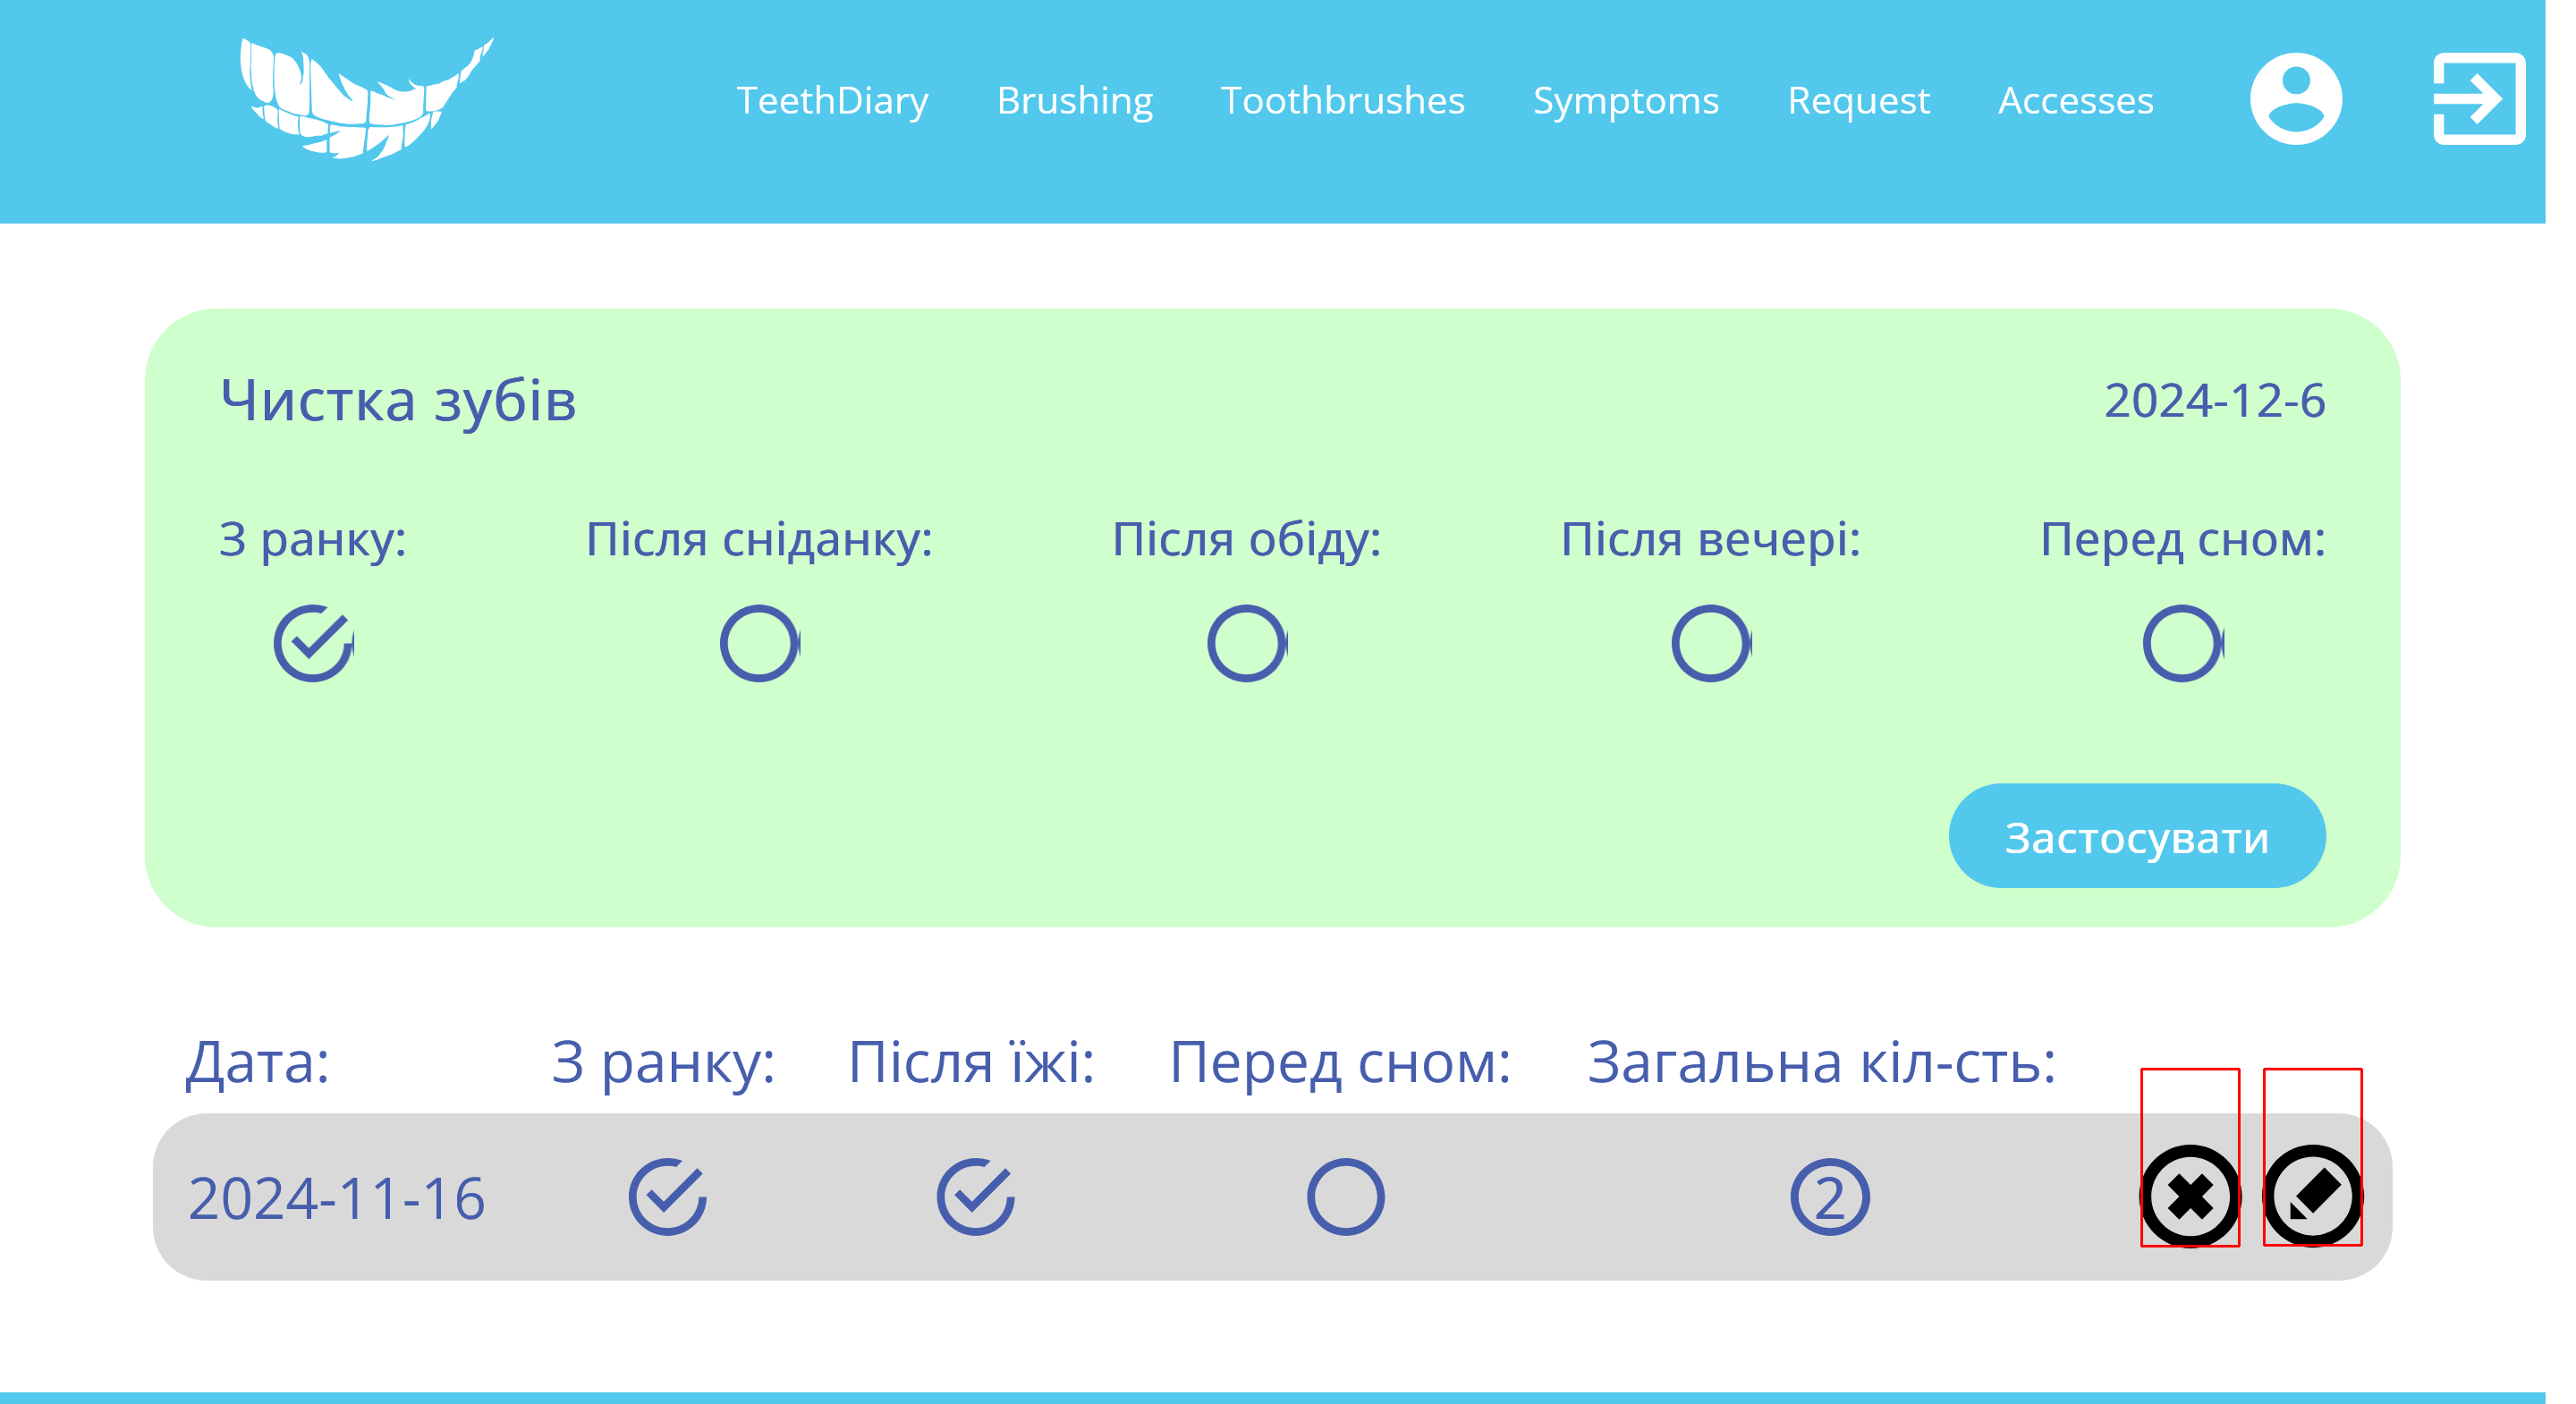 TeethDiary Brushing Toothbrushes Symptoms Request Accesses
Чистка зубів 2024-12-6
З ранку: Після сніданку: Після обіду: Після вечері: Перед сном:
Застосувати
Дата: З ранку: Після їжі: Перед сном: Загальна кіл-сть:
2024-11-16 2